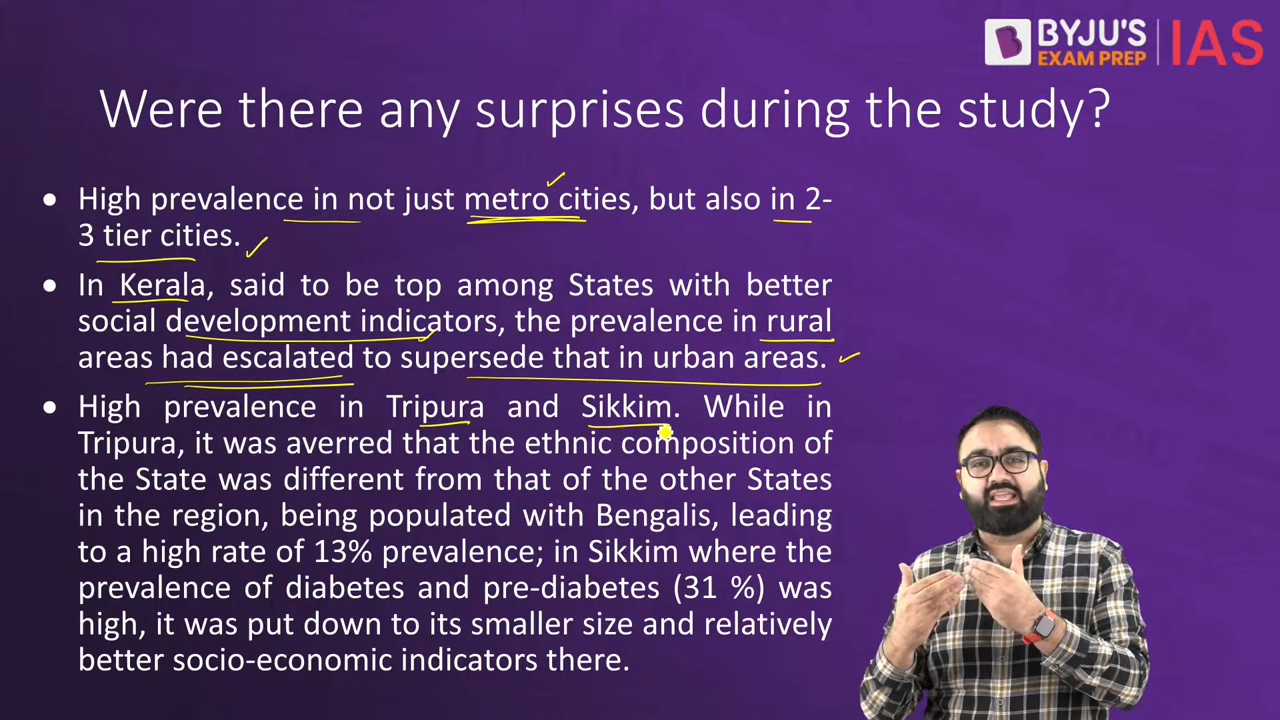 BYJU'S
EXAM PREP
IAS
Were there any surprises during the study?
• High prevalence in not just metro cities, but also in 2-
3 tier cities.
• In Kerala, said to be top among States with better
social development indicators, the prevalence in rural
areas had escalated to supersede that in urban areas.
• High prevalence in Tripura and Sikkim. While in
Tripura, it was averred that the ethnic composition of
the State was different from that of the other States
in the region, being populated with Bengalis, leading
to a high rate of 13% prevalence; in Sikkim where the
prevalence of diabetes and pre-diabetes (31 %) was
high, it was put down to its smaller size and relatively
better socio-economic indicators there.